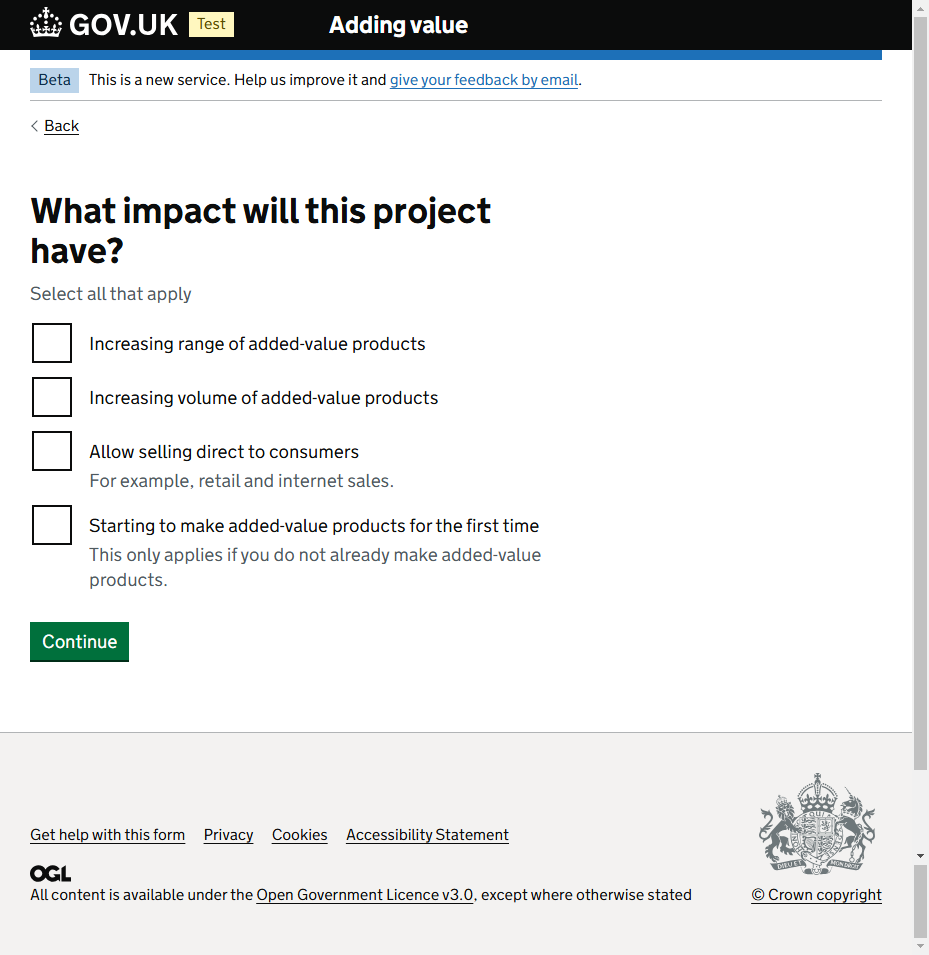 GOV.UK Test Adding value
Beta This is a new service. Help us improve it and give your feedback by email.
Back
What impact will this project
have?
Select all that apply
Increasing range of added-value products
Increasing volume of added-value products
Allow selling direct to consumers
For example, retail and internet sales.
Starting to make added-value products for the first time
This only applies if you do not already make added-value
products.
Continue
Get help with this form Privacy Cookies Accessibility Statement
OGL
All content is available under the Open Government Licence v3.0, except where otherwise stated
© Crown copyright